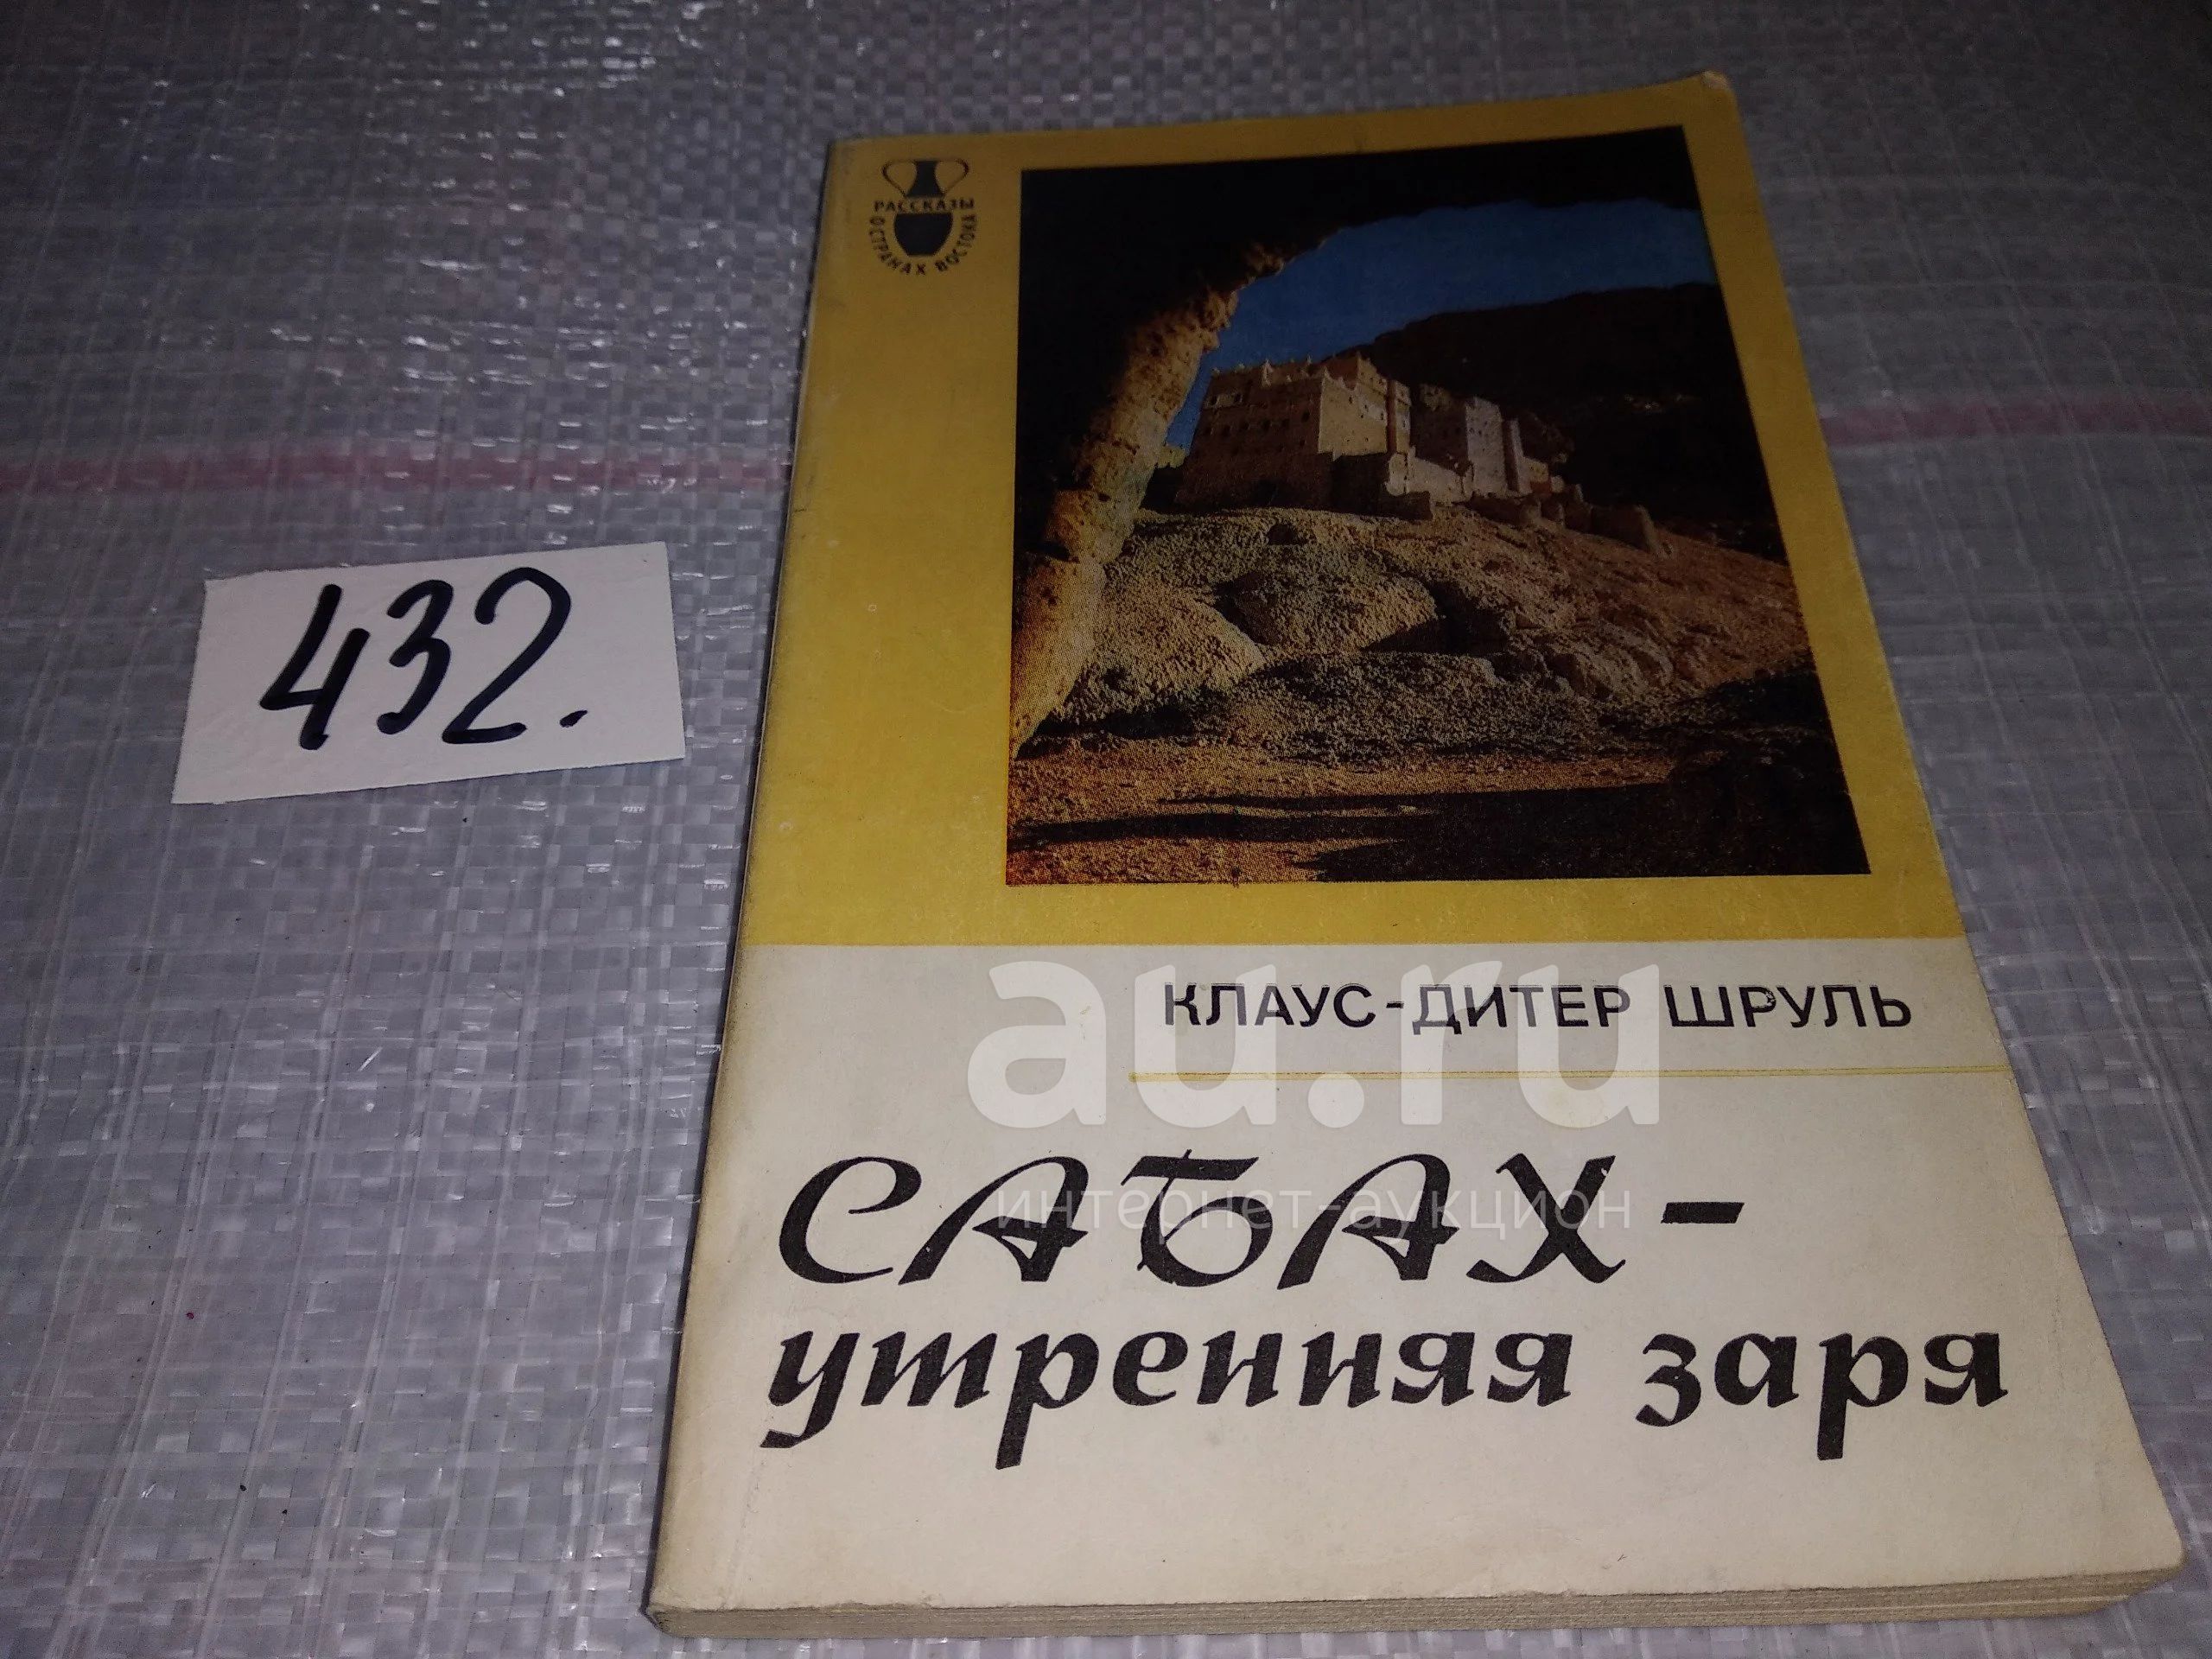 РАССКАЗЫ
О СТРАНАХ ВОСТОКА
432.
КЛАУС-ДИТЕР ШРУЛЬ
au.ru
интернет-аукцион
САБАХ-
утренняя заря